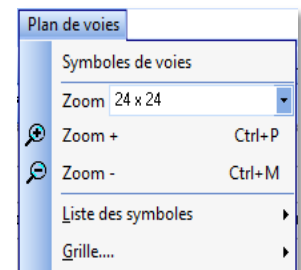 Plan de voies
Symboles de voies
Zoom 24 x 24
Zoom + Ctrl+P
Zoom - Ctrl+M
Liste des symboles
Grille....